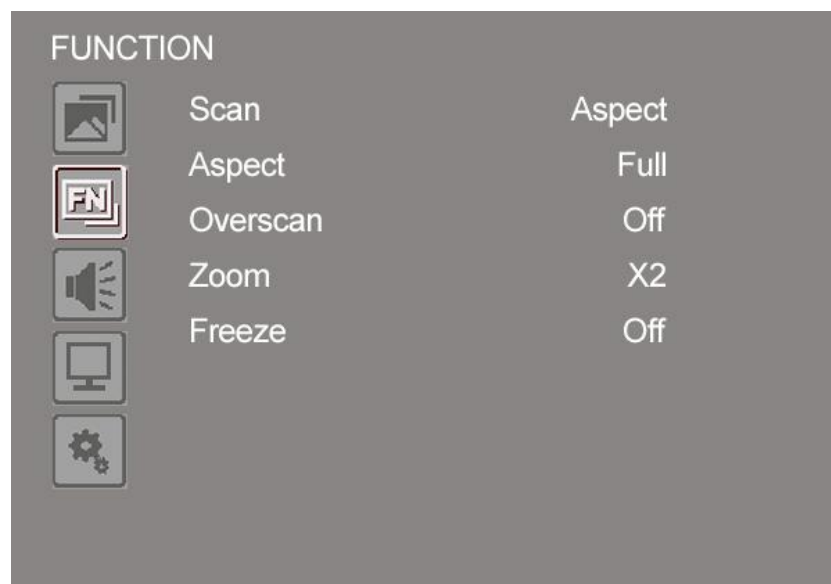 FUNCTION
Scan Aspect
Aspect Full
FN
Overscan Off
Zoom X2
Freeze Off